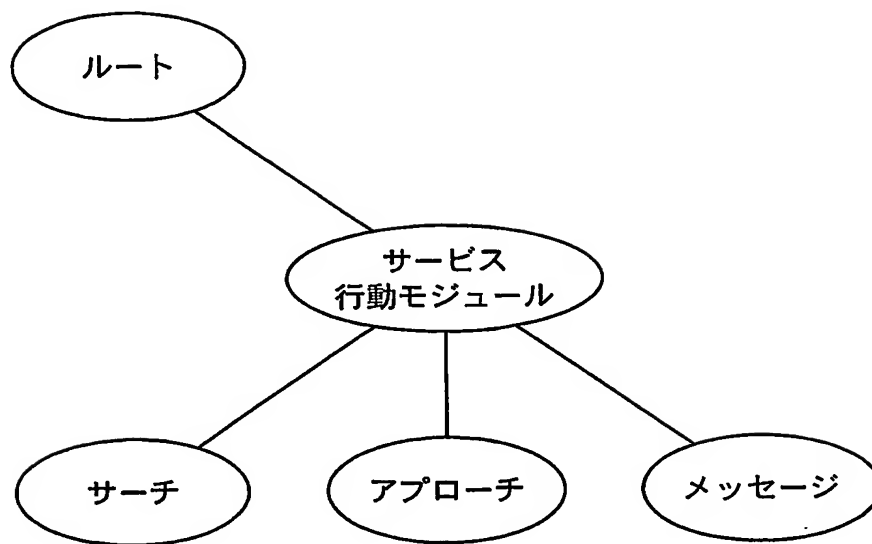 ルート
サービス
行動モジュール
サーチ
アプローチ
メッセージ